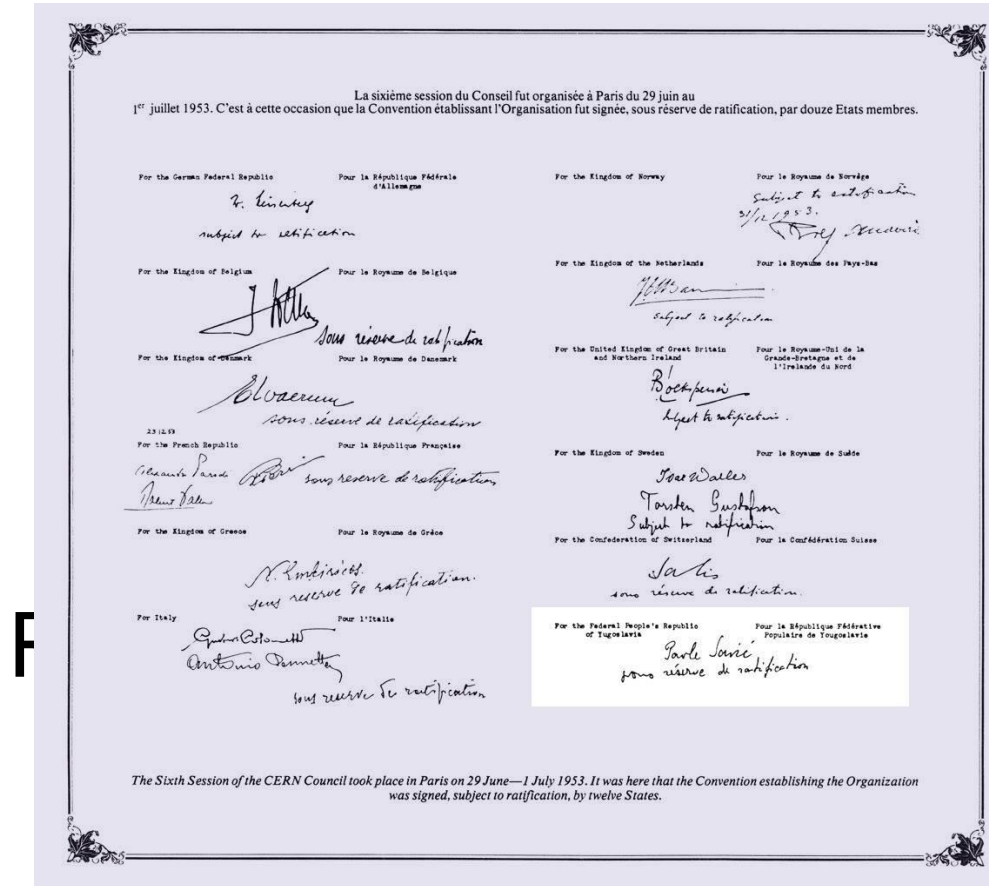 La sixième session du Conseil fut organisée à Paris du 29 juin au
1er juillet 1953. C'est à cette occasion que la Convention établissant l'Organisation fut signée, sous réserve de ratification, par douze Etats membres.
For the German Federal Republic
Pour la République Fédérale
d'Allemagne
subject to ratification
For the Kingdom of Belgium
Pour le Royaume de Belgique
sous réserve de ratification
For the Kingdom of Denmark
Pour le Royaume de Danemark
sous réserve de ratification
23 12 53
For the French Republic
Pour la République Française
Alexandre Parodi
sous reserve de ratification
For the Kingdom of Greece
Pour le Royaume de Grèce
N. Embiricos.
sous reserve de ratification.
For Italy
Pour l'Italie
Gustavo Colonnetti
Antonio Pennetta
sous reserve de ratification
For the Kingdom of Norway
Pour le Royaume de Norvège
Subject to ratification
31/12 1953.
For the Kingdom of the Netherlands
Pour le Royaume des Pays-Bas
subject to ratification
For the United Kingdom of Great Britain
and Northern Ireland
Pour le Royaume-Uni de la
Grande-Bretagne et de
l'Irlande du Nord
Subject to ratification.
For the Kingdom of Sweden
Pour le Royaume de Suède
Ivar Waller
Torsten Gustafson
Subject to ratification
For the Confederation of Switzerland
Pour la Confédération Suisse
Salis
sous réserve de ratification.
For the Federal People's Republic
of Yugoslavia
Pour la République Fédérative
Populaire de Yougoslavie
Pavle Savić
sous réserve de ratification
The Sixth Session of the CERN Council took place in Paris on 29 June—1 July 1953. It was here that the Convention establishing the Organization
was signed, subject to ratification, by twelve States.